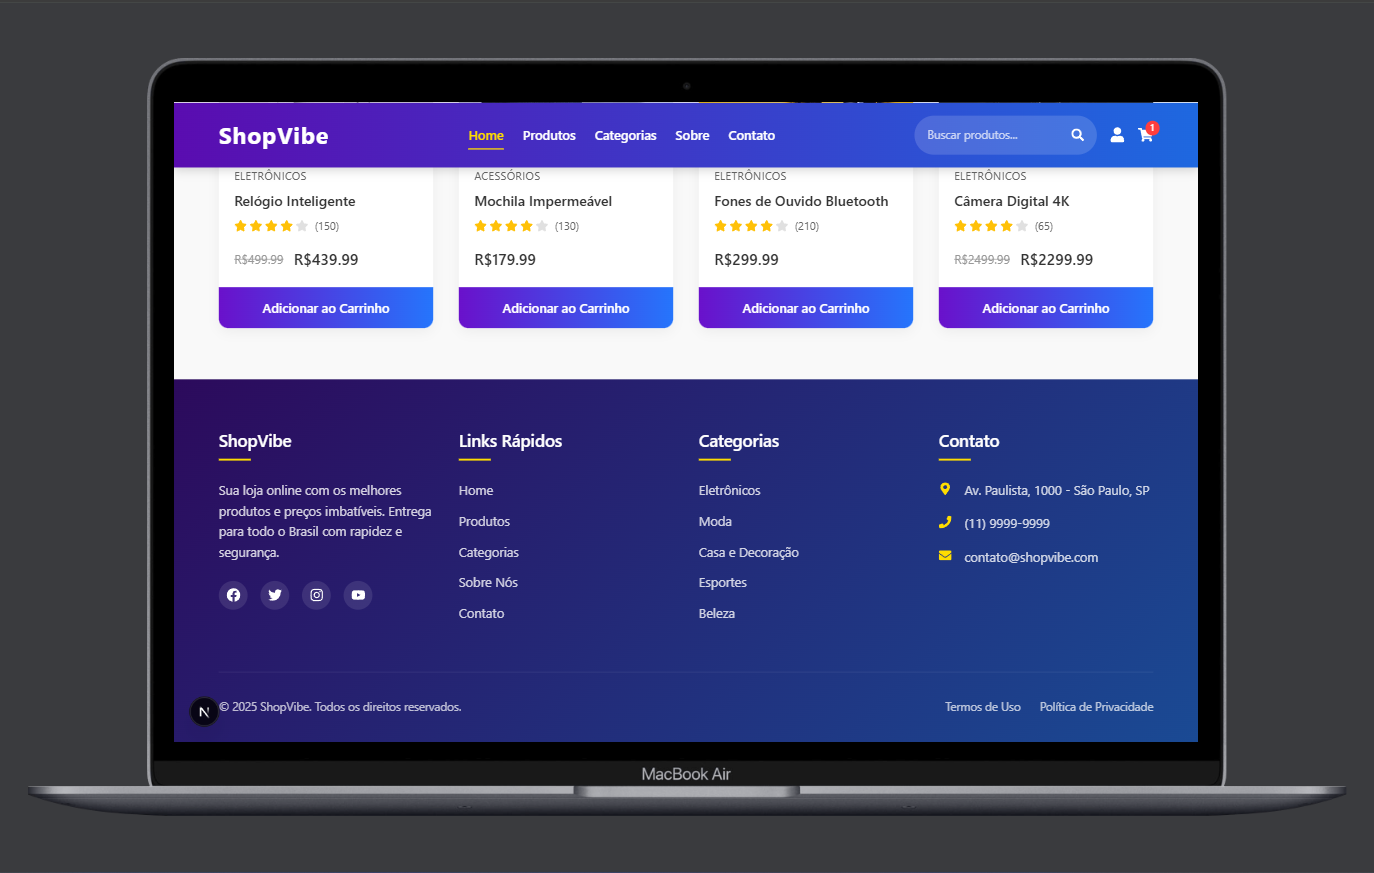 ShopVibe
Home Produtos Categorias Sobre Contato
Buscar produtos...
1
ELETRÔNICOS
Relógio Inteligente
(150)
R$499.99 R$439.99
Adicionar ao Carrinho
ACESSÓRIOS
Mochila Impermeável
(130)
R$179.99
Adicionar ao Carrinho
ELETRÔNICOS
Fones de Ouvido Bluetooth
(210)
R$299.99
Adicionar ao Carrinho
ELETRÔNICOS
Câmera Digital 4K
(65)
R$2499.99 R$2299.99
Adicionar ao Carrinho
ShopVibe
Sua loja online com os melhores
produtos e preços imbatíveis. Entrega
para todo o Brasil com rapidez e
segurança.
Links Rápidos
Home
Produtos
Categorias
Sobre Nós
Contato
Categorias
Eletrônicos
Moda
Casa e Decoração
Esportes
Beleza
Contato
Av. Paulista, 1000 - São Paulo, SP
(11) 9999-9999
contato@shopvibe.com
N
© 2025 ShopVibe. Todos os direitos reservados.
Termos de Uso Política de Privacidade
MacBook Air